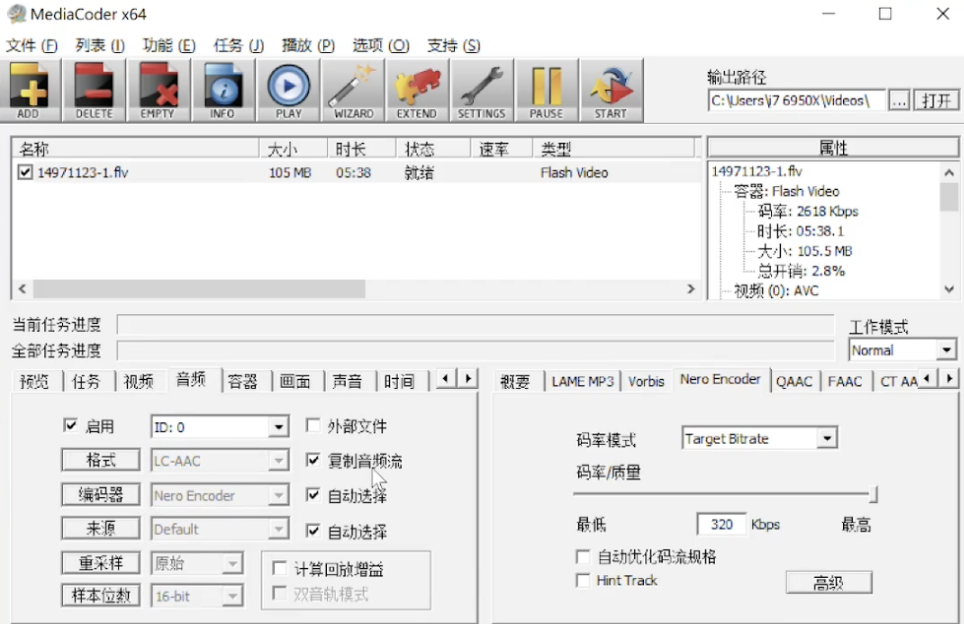 MediaCoder x64
文件 (F) 列表 (I) 功能 (E) 任务 (J) 播放 (P) 选项 (O) 支持 (S)
ADD DELETE EMPTY INFO PLAY WIZARD EXTEND SETTINGS PAUSE START
输出路径
C:\Users\i7 6950X\Videos\ ... 打开
名称 大小 时长 状态 速率 类型
14971123-1.flv 105 MB 05:38 就绪 Flash Video
属性
14971123-1.flv
容器: Flash Video
码率: 2618 Kbps
时长: 05:38.1
大小: 105.5 MB
总开销: 2.8%
视频 (0): AVC
当前任务进度
全部任务进度
工作模式
Normal
预览 任务 视频 音频 容器 画面 声音 时间
启用 ID: 0 外部文件
格式 LC-AAC 复制音频流
编码器 Nero Encoder 自动选择
来源 Default 自动选择
重采样 原始 计算回放增益
样本位数 16-bit 双音轨模式
概要 LAME MP3 Vorbis Nero Encoder QAAC FAAC CT AA
码率模式 Target Bitrate
码率/质量
最低 320 Kbps 最高
自动优化码流规格
Hint Track 高级